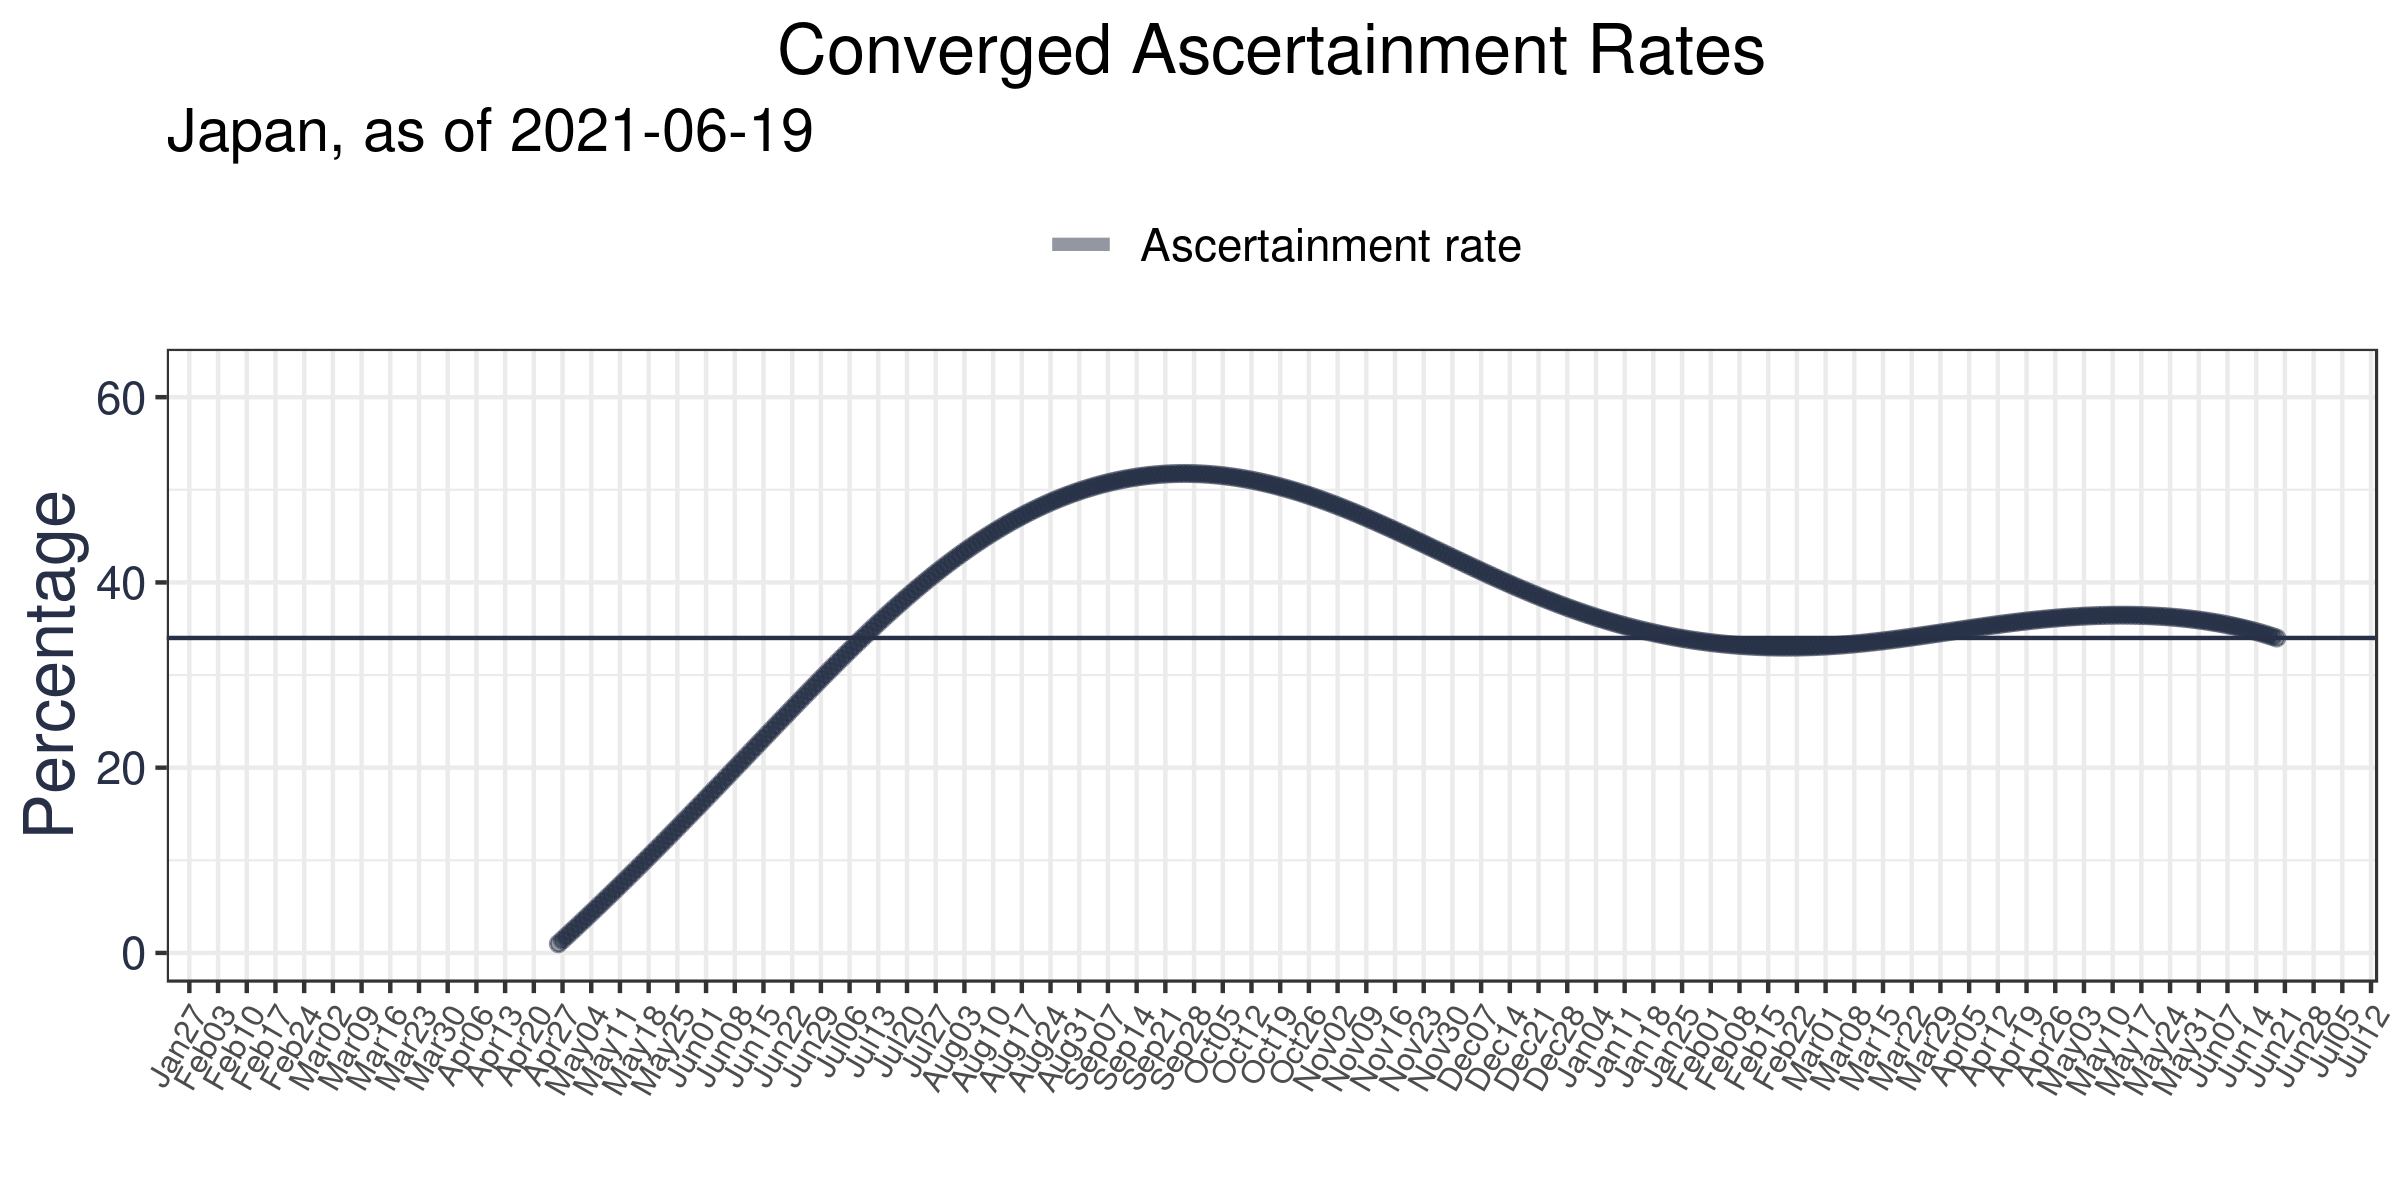 Converged Ascertainment Rates
Japan, as of 2021-06-19
Ascertainment rate
Percentage
60
40
20
0
Jan27
Feb03
Feb10
Feb17
Feb24
Mar02
Mar09
Mar16
Mar23
Mar30
Apr06
Apr13
Apr20
Apr27
May04
May11
May18
May25
Jun01
Jun08
Jun15
Jun22
Jun29
Jul06
Jul13
Jul20
Jul27
Aug03
Aug10
Aug17
Aug24
Aug31
Sep07
Sep14
Sep21
Sep28
Oct05
Oct12
Oct19
Oct26
Nov02
Nov09
Nov16
Nov23
Nov30
Dec07
Dec14
Dec21
Dec28
Jan04
Jan11
Jan18
Jan25
Feb01
Feb08
Feb15
Feb22
Mar01
Mar08
Mar15
Mar22
Mar29
Apr05
Apr12
Apr19
Apr26
May03
May10
May17
May24
May31
Jun07
Jun14
Jun21
Jun28
Jul05
Jul12